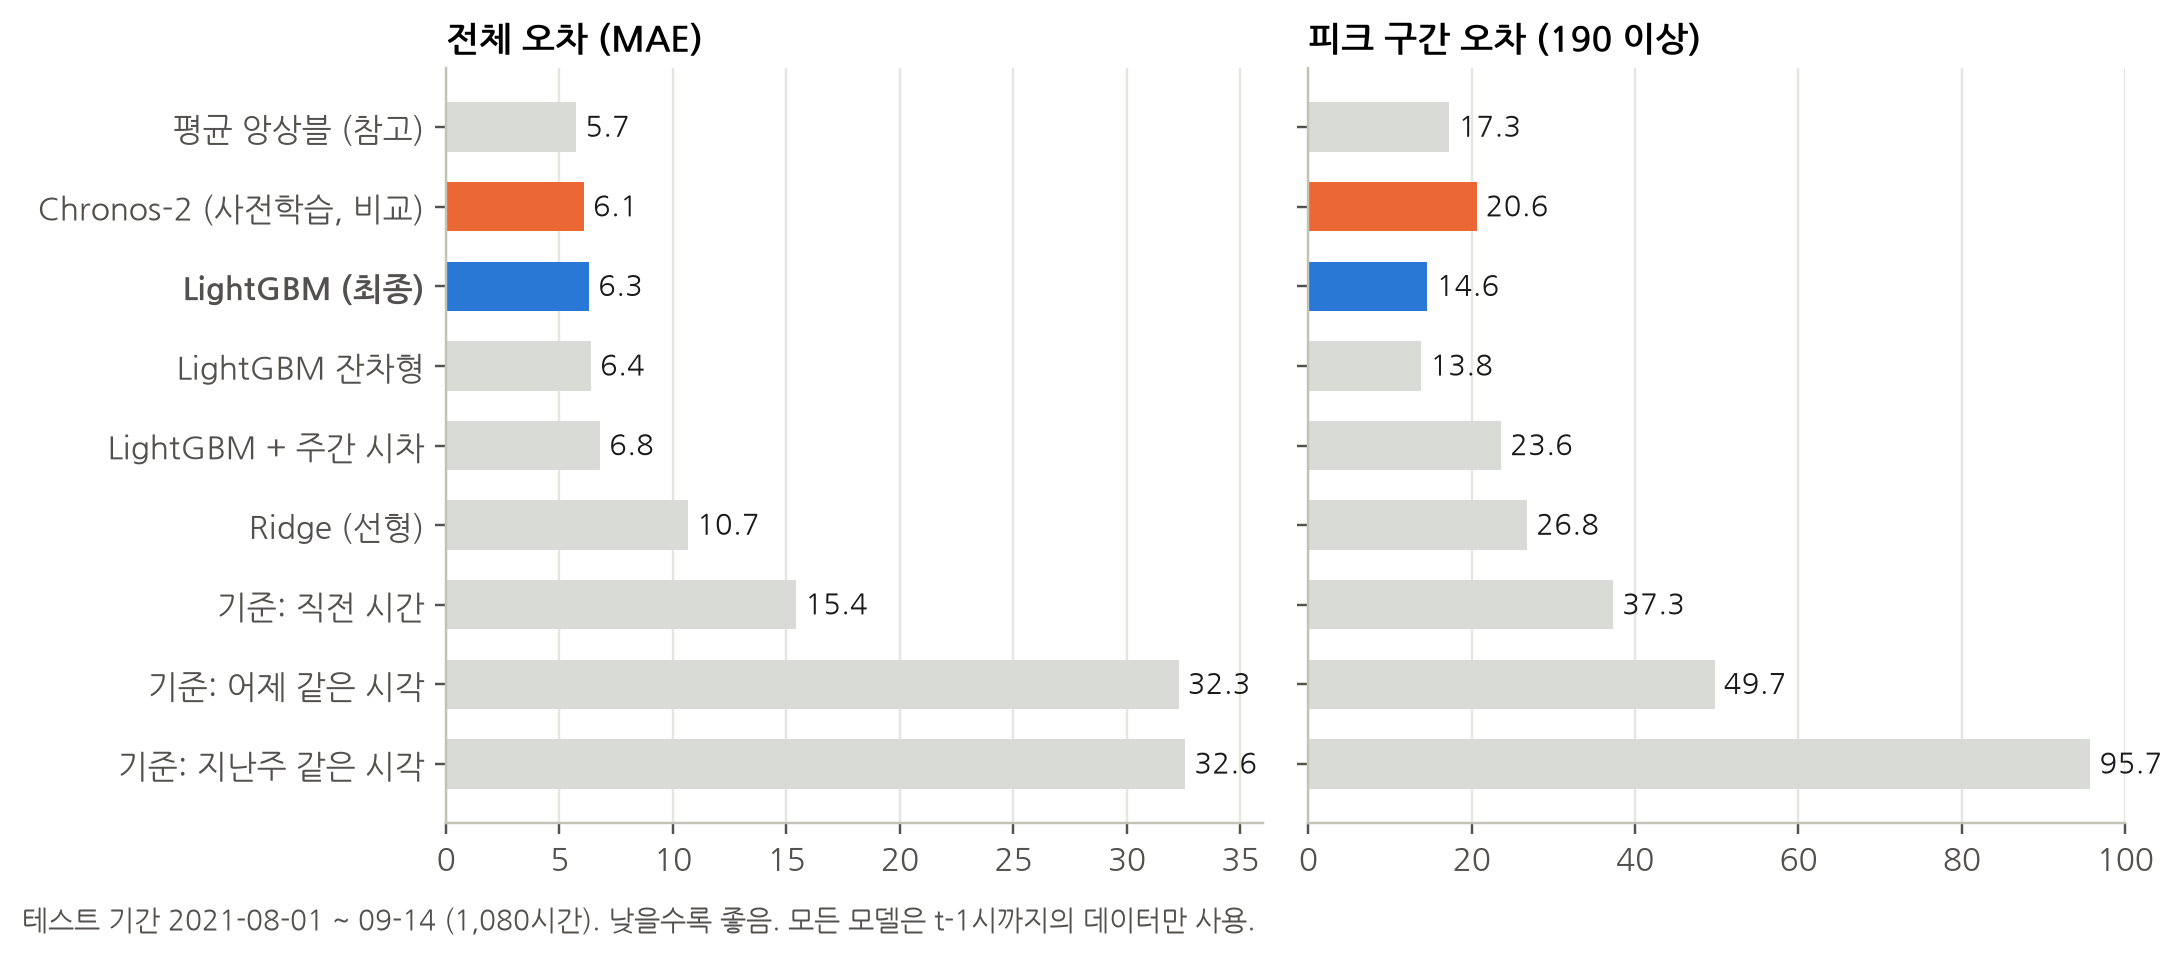 전체 오차 (MAE)
평균 앙상블 (참고) 5.7
Chronos-2 (사전학습, 비교) 6.1
LightGBM (최종) 6.3
LightGBM 잔차형 6.4
LightGBM + 주간 시차 6.8
Ridge (선형) 10.7
기준: 직전 시간 15.4
기준: 어제 같은 시각 32.3
기준: 지난주 같은 시각 32.6
0 5 10 15 20 25 30 35
피크 구간 오차 (190 이상)
17.3
20.6
14.6
13.8
23.6
26.8
37.3
49.7
95.7
0 20 40 60 80 100
테스트 기간 2021-08-01 ~ 09-14 (1,080시간). 낮을수록 좋음. 모든 모델은 t-1시까지의 데이터만 사용.